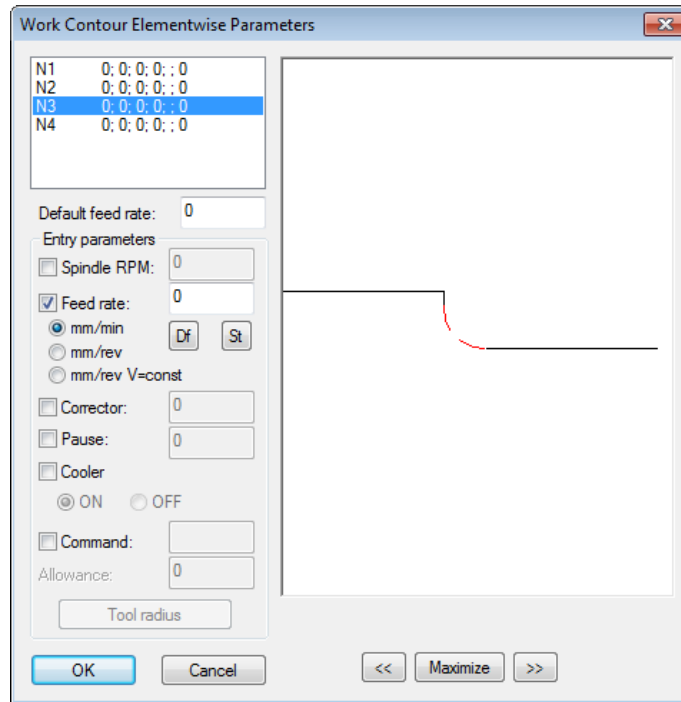 Work Contour Elementwise Parameters
N1 0; 0; 0; 0; ; 0
N2 0; 0; 0; 0; ; 0
N3 0; 0; 0; 0; ; 0
N4 0; 0; 0; 0; ; 0
Default feed rate: 0
Entry parameters
Spindle RPM: 0
Feed rate: 0
mm/min
Df St
mm/rev
mm/rev V=const
Corrector: 0
Pause: 0
Cooler
ON OFF
Command:
Allowance: 0
Tool radius
OK Cancel << Maximize >>